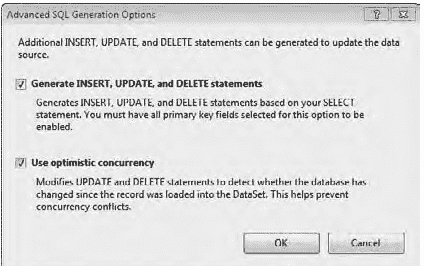 Advanced SQL Generation Options
Additional INSERT, UPDATE, and DELETE statements can be generated to update the data
source.
Generate INSERT, UPDATE, and DELETE statements
Generates INSERT, UPDATE, and DELETE statements based on your SELECT
statement. You must have all primary key fields selected for this option to be
enabled.
Use optimistic concurrency
Modifies UPDATE and DELETE statements to detect whether the database has
changed since the record was loaded into the DataSet. This helps prevent
concurrency conflicts.
OK Cancel